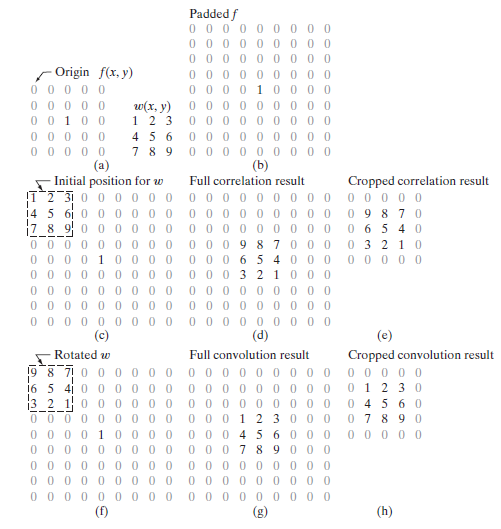 Padded f
0 0 0 0 0 0 0 0 0
0 0 0 0 0 0 0 0 0
0 0 0 0 0 0 0 0 0
Origin f(x, y) 0 0 0 0 0 0 0 0 0
0 0 0 0 0 0 0 0 0 1 0 0 0 0
0 0 0 0 0 w(x, y) 0 0 0 0 0 0 0 0 0
0 0 1 0 0 1 2 3 0 0 0 0 0 0 0 0 0
0 0 0 0 0 4 5 6 0 0 0 0 0 0 0 0 0
0 0 0 0 0 7 8 9 0 0 0 0 0 0 0 0 0
(a) (b)
Initial position for w Full correlation result Cropped correlation result
1 2 3 0 0 0 0 0 0 0 0 0 0 0 0 0 0 0 0 0 0 0 0
4 5 6 0 0 0 0 0 0 0 0 0 0 0 0 0 0 0 0 9 8 7 0
7 8 9 0 0 0 0 0 0 0 0 0 0 0 0 0 0 0 0 6 5 4 0
0 0 0 0 0 0 0 0 0 0 0 0 9 8 7 0 0 0 0 3 2 1 0
0 0 0 0 1 0 0 0 0 0 0 0 6 5 4 0 0 0 0 0 0 0 0
0 0 0 0 0 0 0 0 0 0 0 0 3 2 1 0 0 0
0 0 0 0 0 0 0 0 0 0 0 0 0 0 0 0 0 0
0 0 0 0 0 0 0 0 0 0 0 0 0 0 0 0 0 0
0 0 0 0 0 0 0 0 0 0 0 0 0 0 0 0 0 0
(c) (d) (e)
Rotated w Full convolution result Cropped convolution result
9 8 7 0 0 0 0 0 0 0 0 0 0 0 0 0 0 0 0 0 0 0 0
6 5 4 0 0 0 0 0 0 0 0 0 0 0 0 0 0 0 0 1 2 3 0
3 2 1 0 0 0 0 0 0 0 0 0 0 0 0 0 0 0 0 4 5 6 0
0 0 0 0 0 0 0 0 0 0 0 0 1 2 3 0 0 0 0 7 8 9 0
0 0 0 0 1 0 0 0 0 0 0 0 4 5 6 0 0 0 0 0 0 0 0
0 0 0 0 0 0 0 0 0 0 0 0 7 8 9 0 0 0
0 0 0 0 0 0 0 0 0 0 0 0 0 0 0 0 0 0
0 0 0 0 0 0 0 0 0 0 0 0 0 0 0 0 0 0
0 0 0 0 0 0 0 0 0 0 0 0 0 0 0 0 0 0
(f) (g) (h)